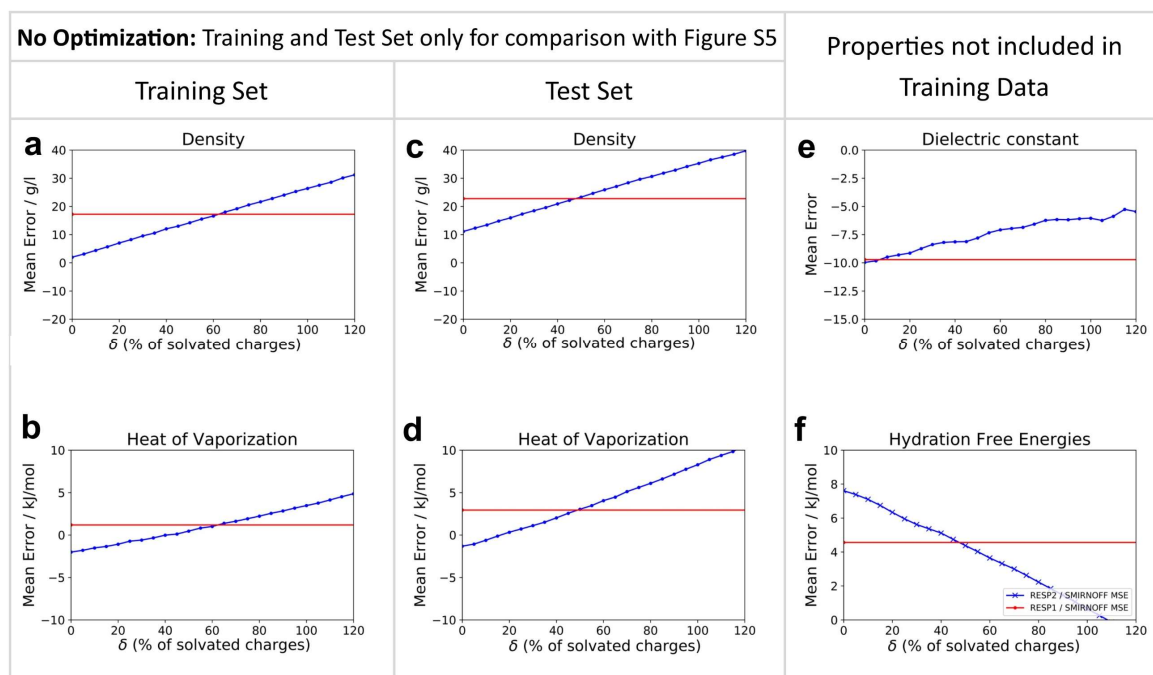 No Optimization: Training and Test Set only for comparison with Figure S5
Properties not included in
Training Data
Training Set
Test Set
a
Density
40
30
20
10
0
−10
−20
Mean Error / g/l
0 20 40 60 80 100 120
δ (% of solvated charges)
c
Density
40
30
20
10
0
−10
−20
Mean Error / g/l
0 20 40 60 80 100 120
δ (% of solvated charges)
e
Dielectric constant
0.0
−2.5
−5.0
−7.5
−10.0
−12.5
−15.0
Mean Error
0 20 40 60 80 100 120
δ (% of solvated charges)
b
Heat of Vaporization
10
5
0
−5
−10
Mean Error / kJ/mol
0 20 40 60 80 100 120
δ (% of solvated charges)
d
Heat of Vaporization
10
5
0
−5
−10
Mean Error / kJ/mol
0 20 40 60 80 100 120
δ (% of solvated charges)
f
Hydration Free Energies
10
8
6
4
2
0
Mean Error / kJ/mol
RESP2 / SMIRNOFF MSE
RESP1 / SMIRNOFF MSE
0 20 40 60 80 100 120
δ (% of solvated charges)